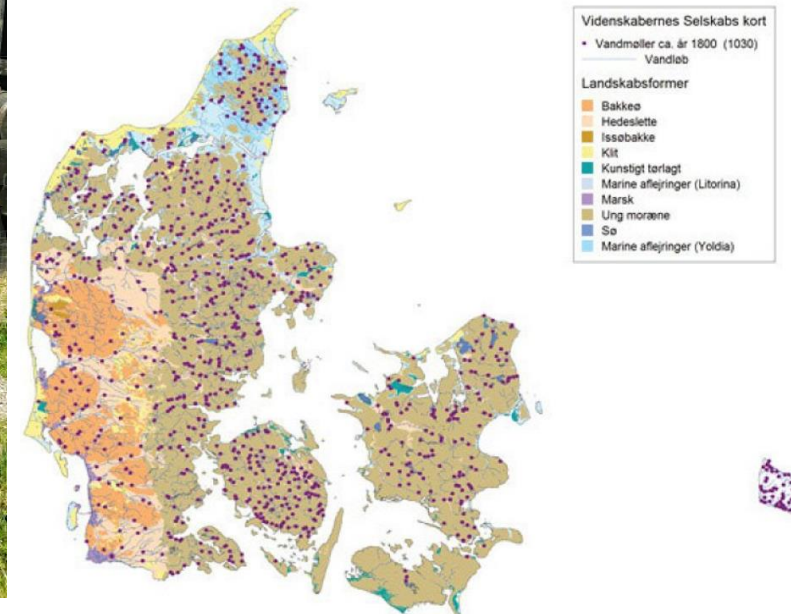 Videnskabernes Selskabs kort
Vandmøller ca. år 1800 (1030)
Vandløb
Landskabsformer
Bakkeø
Hedeslette
Issøbakke
Klit
Kunstigt tørlagt
Marine aflejringer (Litorina)
Marsk
Ung moræne
Sø
Marine aflejringer (Yoldia)